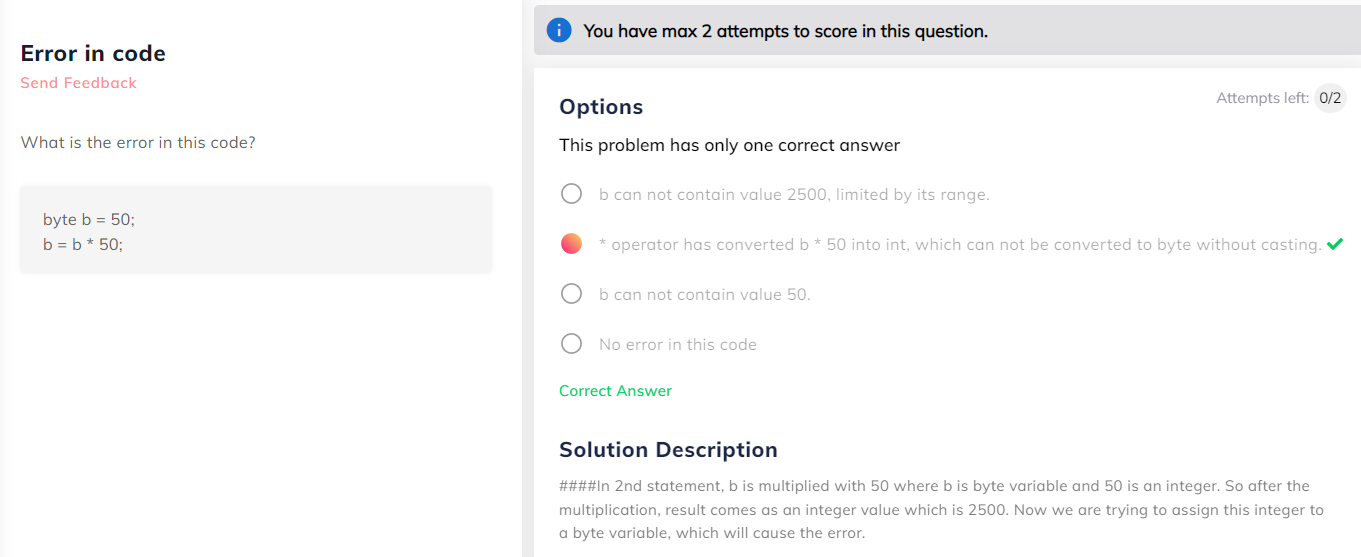 Error in code
Send Feedback
What is the error in this code?
byte b = 50;
b = b * 50;
You have max 2 attempts to score in this question.
Options
Attempts left: 0/2
This problem has only one correct answer
b can not contain value 2500, limited by its range.
* operator has converted b * 50 into int, which can not be converted to byte without casting.
b can not contain value 50.
No error in this code
Correct Answer
Solution Description
####In 2nd statement, b is multiplied with 50 where b is byte variable and 50 is an integer. So after the
multiplication, result comes as an integer value which is 2500. Now we are trying to assign this integer to
a byte variable, which will cause the error.